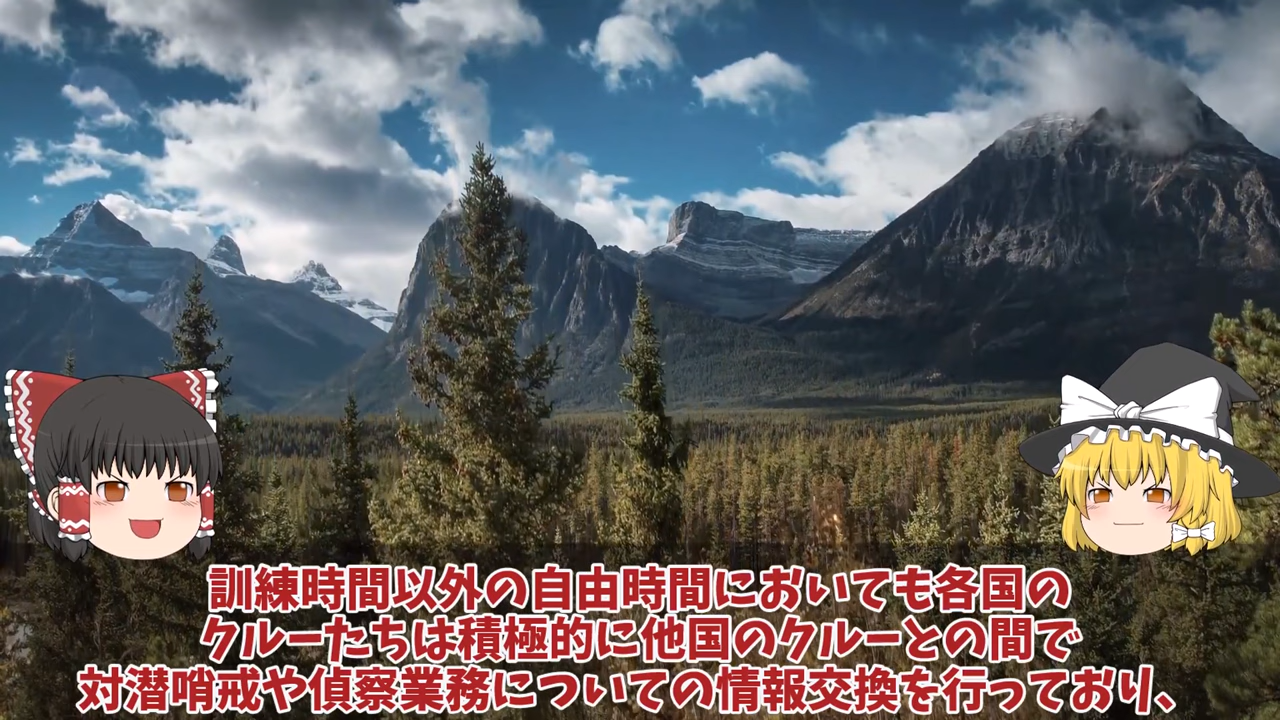 訓練時間以外の自由時間においても各国の
クルーたちは積極的に他国のクルーとの間で
対潜哨戒や偵察業務についての情報交換を行っており、